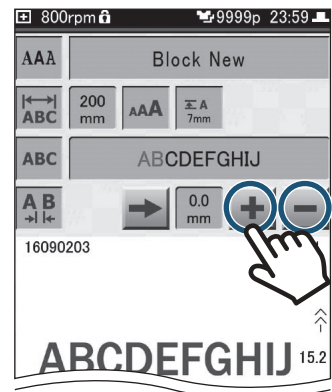 800rpm 9999p 23:59
AAA Block New
ABC 200 mm AAA A 7mm
ABC ABCDEFGHIJ
A B 0.0 mm + −
16090203
ABCDEFGHIJ 15.2